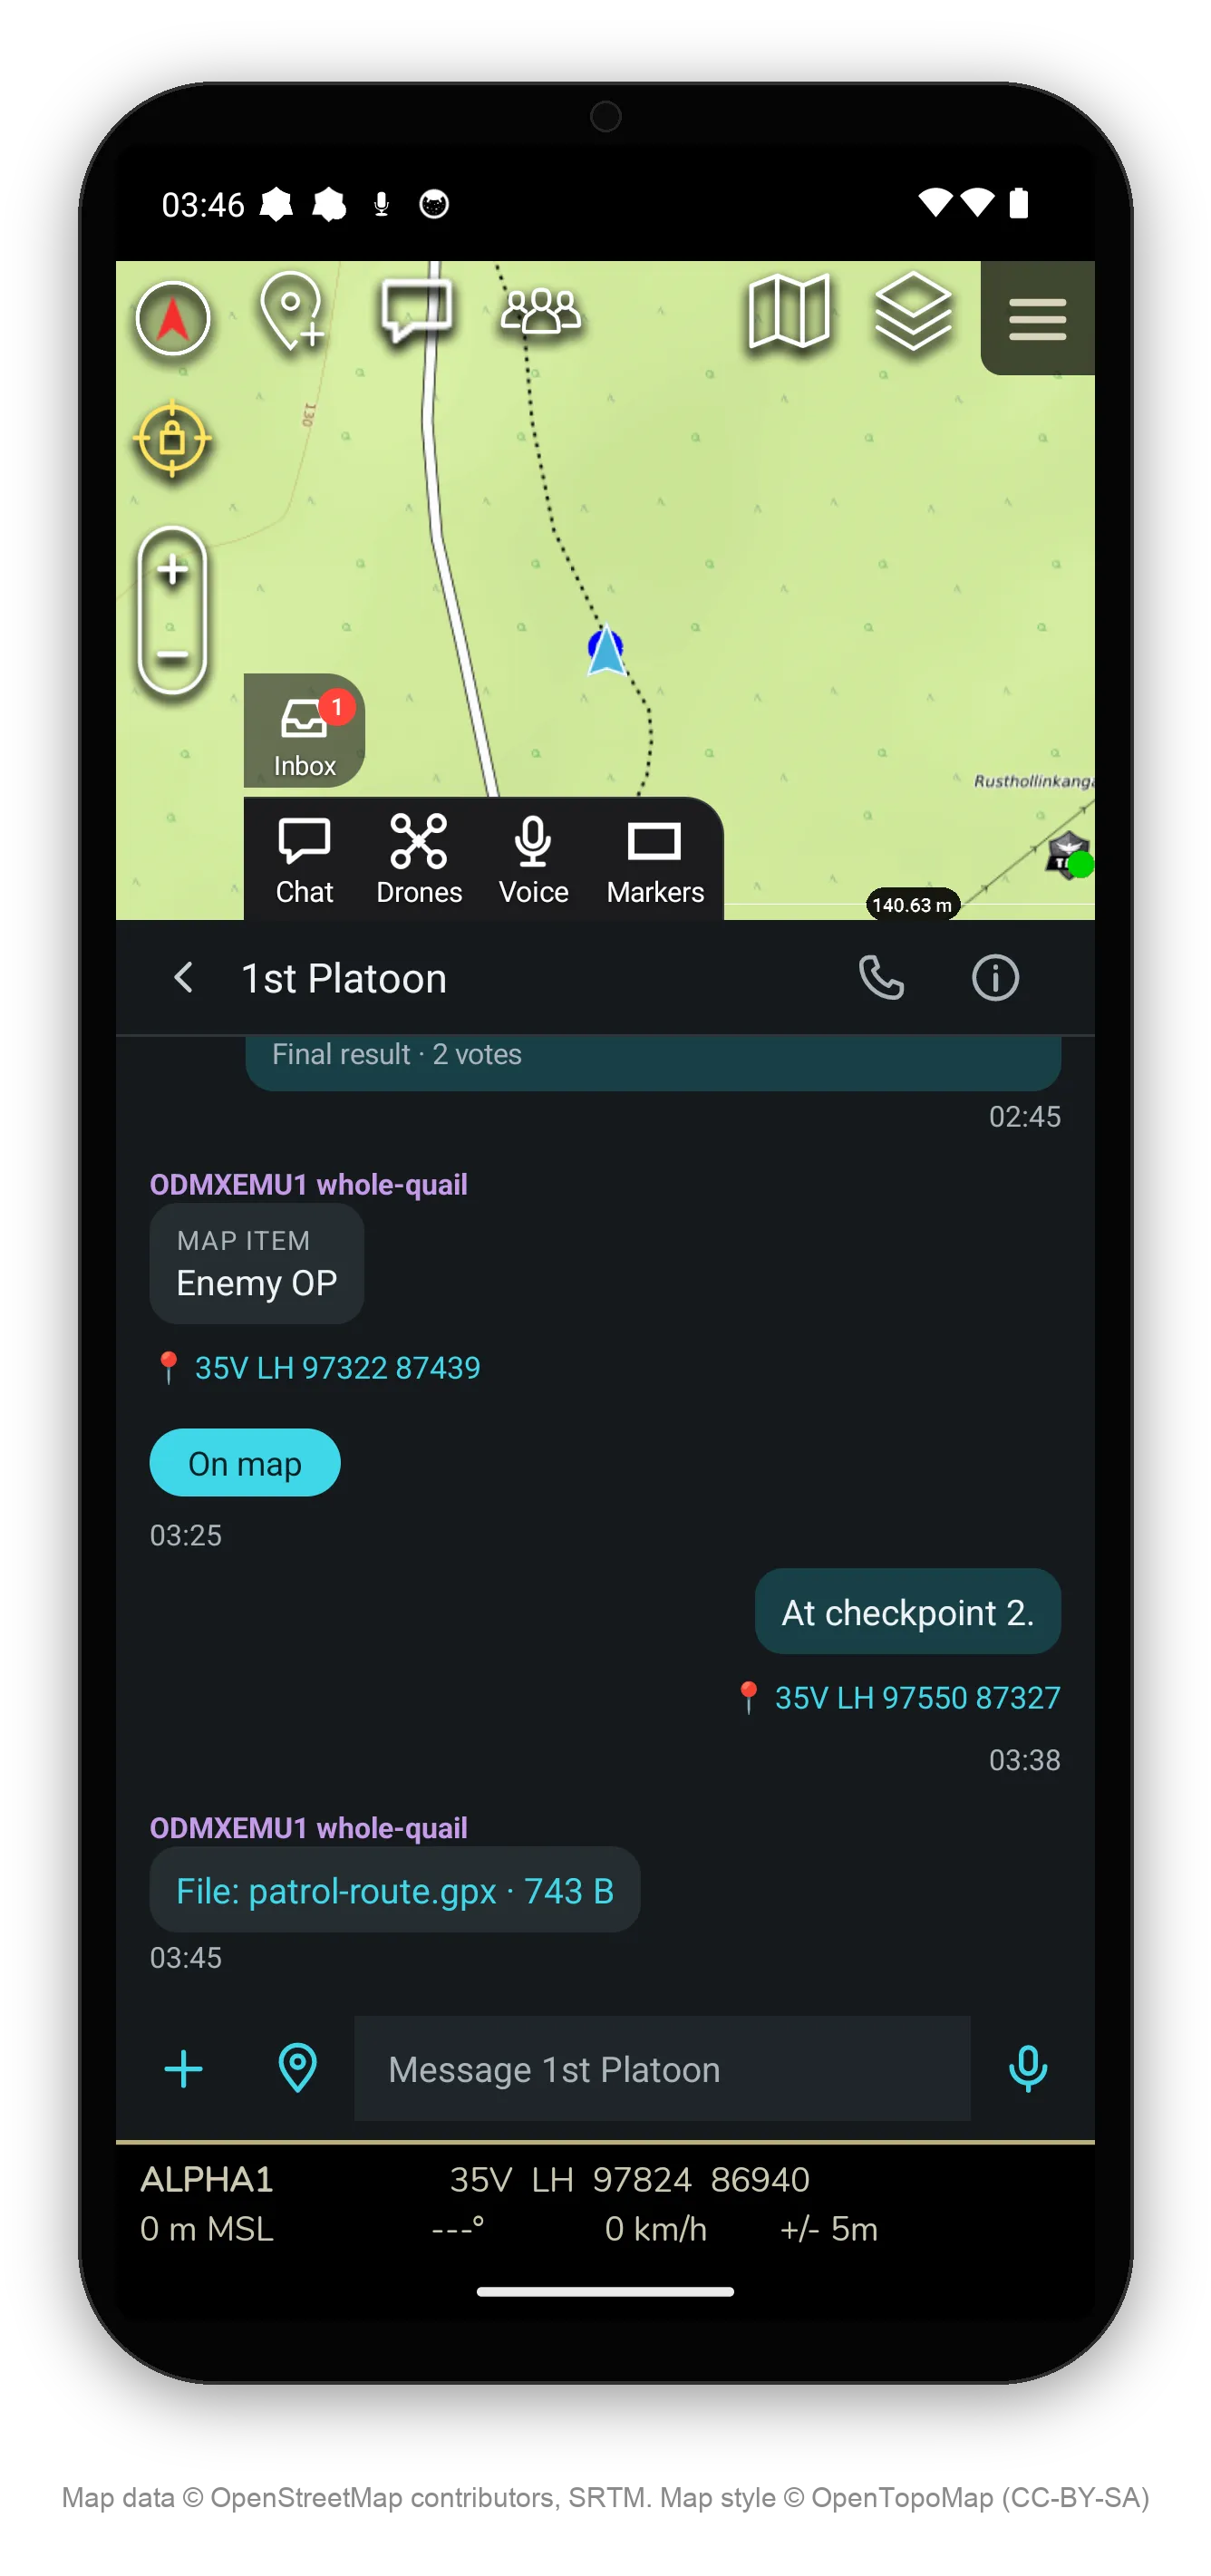 03:46
130
1
Inbox
Chat
Drones
Voice
Markers
Rusthollinkanga
140.63 m
1st Platoon
Final result · 2 votes
02:45
ODMXEMU1 whole-quail
MAP ITEM
Enemy OP
📍 35V LH 97322 87439
On map
03:25
At checkpoint 2.
📍 35V LH 97550 87327
03:38
ODMXEMU1 whole-quail
File: patrol-route.gpx · 743 B
03:45
Message 1st Platoon
ALPHA1 35V LH 97824 86940
0 m MSL ---° 0 km/h +/- 5m
Map data © OpenStreetMap contributors, SRTM. Map style © OpenTopoMap (CC-BY-SA)